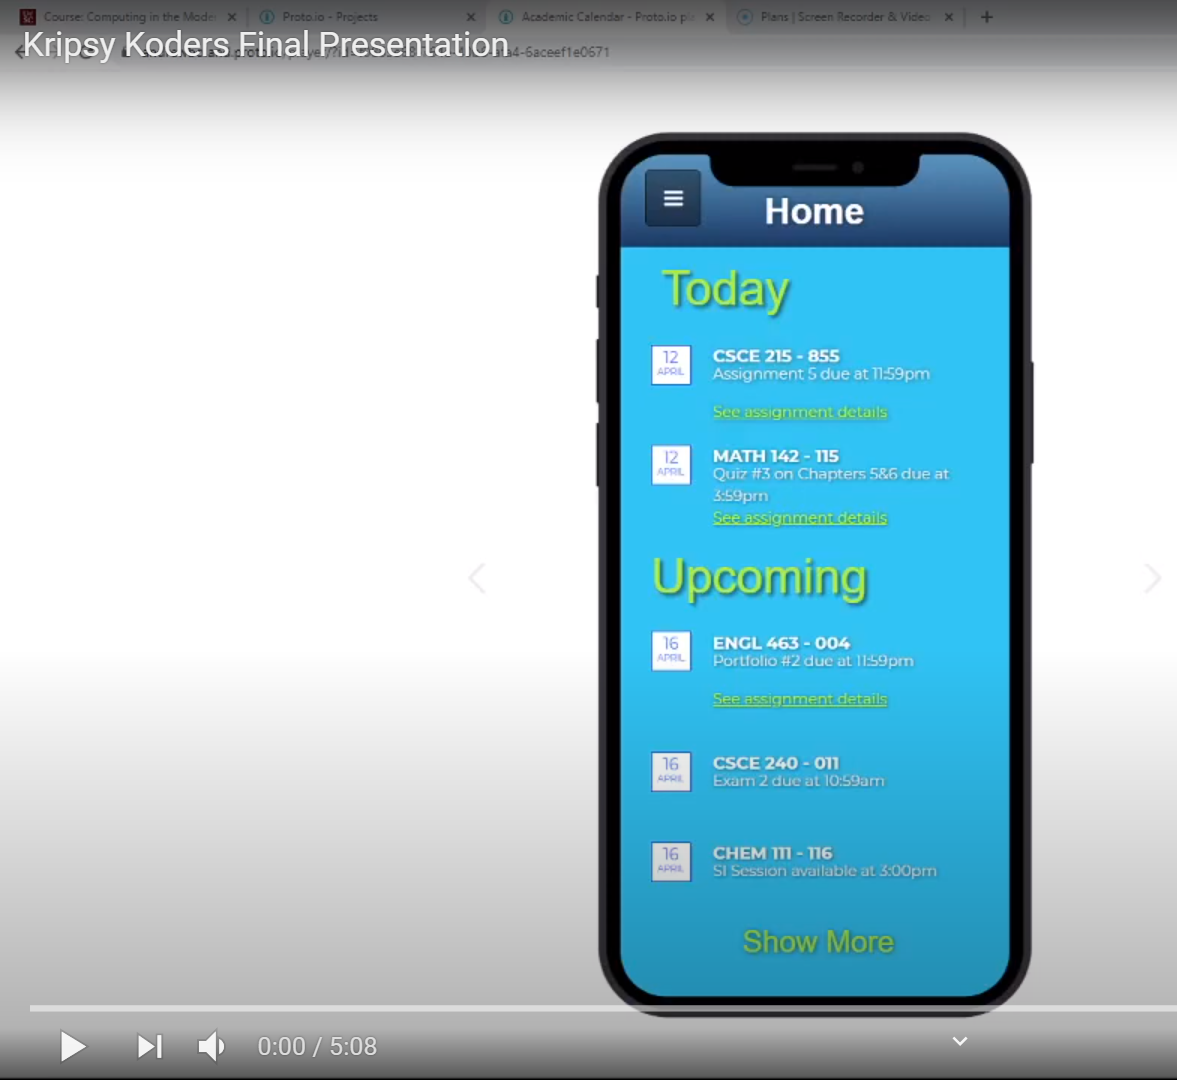 Course: Computing in the Mode
Proto.io - Projects
Academic Calendar - Proto.io pl
Plans | Screen Recorder & Video
Kripsy Koders Final Presentation
Home
Today
12
APRIL
CSCE 215 - 855
Assignment 5 due at 11:59pm
See assignment details
12
APRIL
MATH 142 - 115
Quiz #3 on Chapters 5&6 due at
3:59pm
See assignment details
Upcoming
16
APRIL
ENGL 463 - 004
Portfolio #2 due at 11:59pm
See assignment details
16
APRIL
CSCE 240 - 011
Exam 2 due at 10:59am
16
APRIL
CHEM 111 - 116
SI Session available at 3:00pm
Show More
0:00 / 5:08